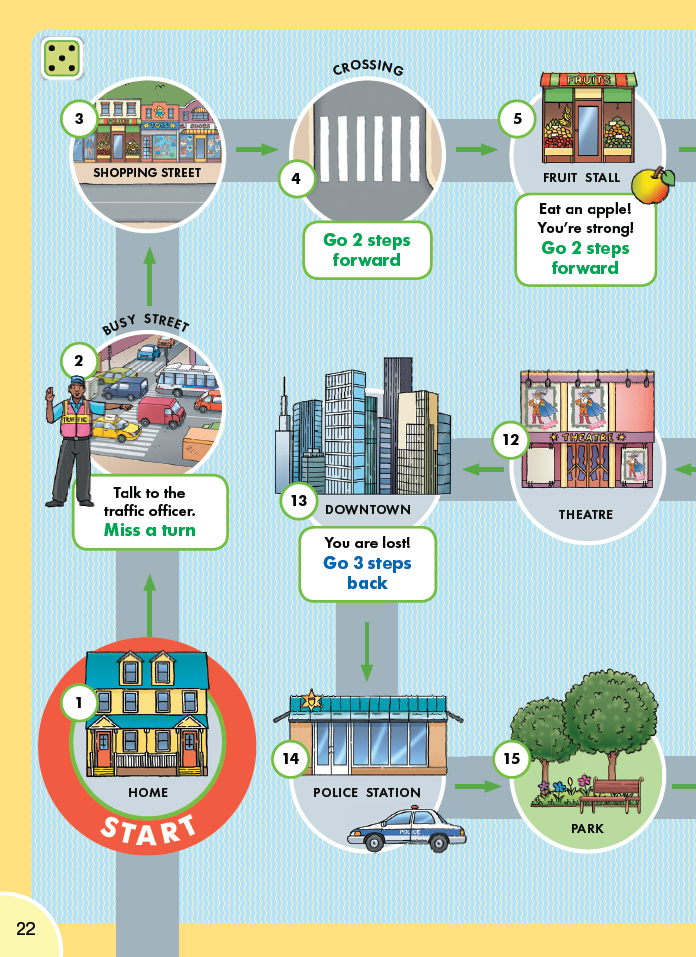 CROSSING
3
FRUITS
5
SHOPPING STREET
4
FRUIT STALL
Go 2 steps
forward
Eat an apple!
You're strong!
Go 2 steps
forward
BUSY STREET
2
TRAFFIC
THEATRE
12
13
DOWNTOWN
THEATRE
Talk to the
traffic officer.
Miss a turn
You are lost!
Go 3 steps
back
1
14
15
HOME
POLICE STATION
POLICE
PARK
START
22